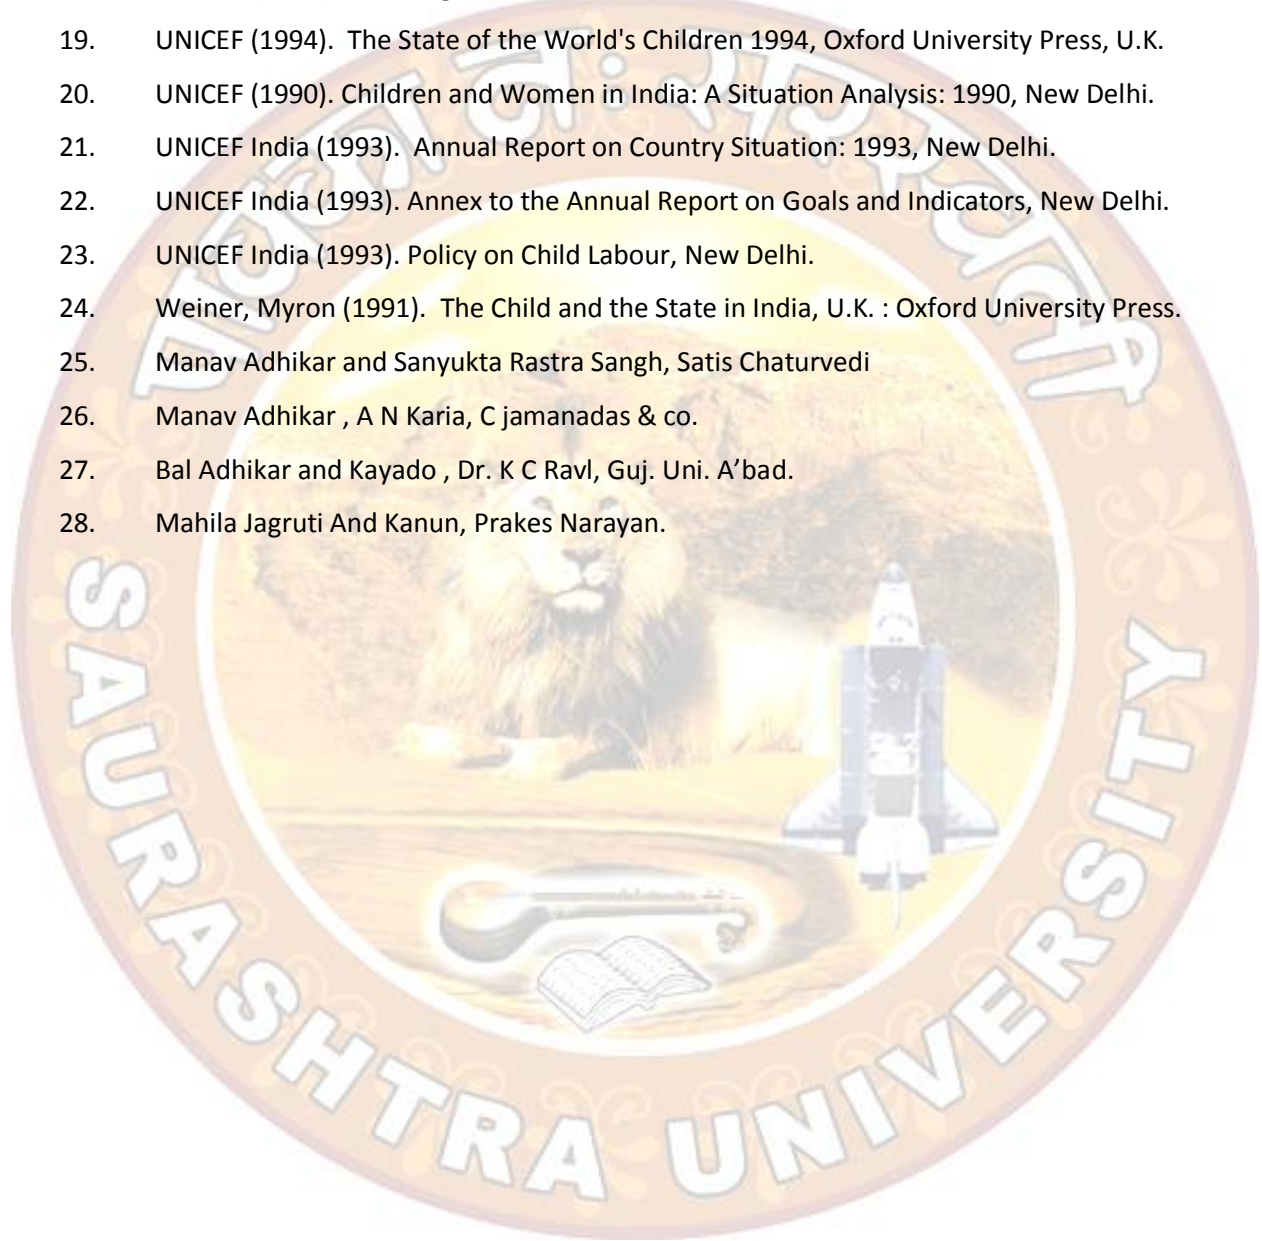 19. UNICEF (1994). The State of the World's Children 1994, Oxford University Press, U.K.
20. UNICEF (1990). Children and Women in India: A Situation Analysis: 1990, New Delhi.
21. UNICEF India (1993). Annual Report on Country Situation: 1993, New Delhi.
22. UNICEF India (1993). Annex to the Annual Report on Goals and Indicators, New Delhi.
23. UNICEF India (1993). Policy on Child Labour, New Delhi.
24. Weiner, Myron (1991). The Child and the State in India, U.K. : Oxford University Press.
25. Manav Adhikar and Sanyukta Rastra Sangh, Satis Chaturvedi
26. Manav Adhikar , A N Karia, C jamanadas & co.
27. Bal Adhikar and Kayado , Dr. K C Ravl, Guj. Uni. A’bad.
28. Mahila Jagruti And Kanun, Prakes Narayan.
पावका नः सरस्वती
SAURASHTRA UNIVERSITY